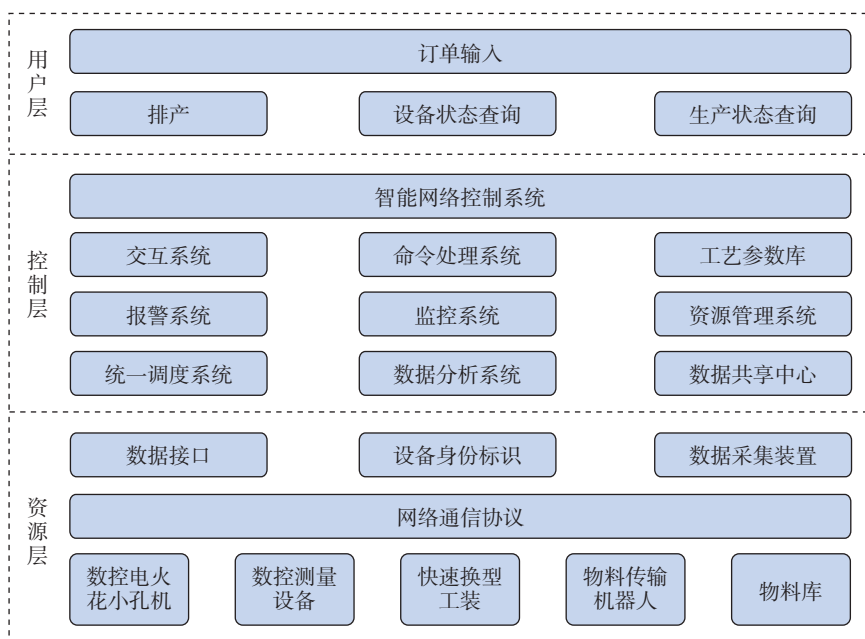 用户层
订单输入
排产
设备状态查询
生产状态查询
控制层
智能网络控制系统
交互系统
命令处理系统
工艺参数库
报警系统
监控系统
资源管理系统
统一调度系统
数据分析系统
数据共享中心
资源层
数据接口
设备身份标识
数据采集装置
网络通信协议
数控电火
花小孔机
数控测量
设备
快速换型
工装
物料传输
机器人
物料库